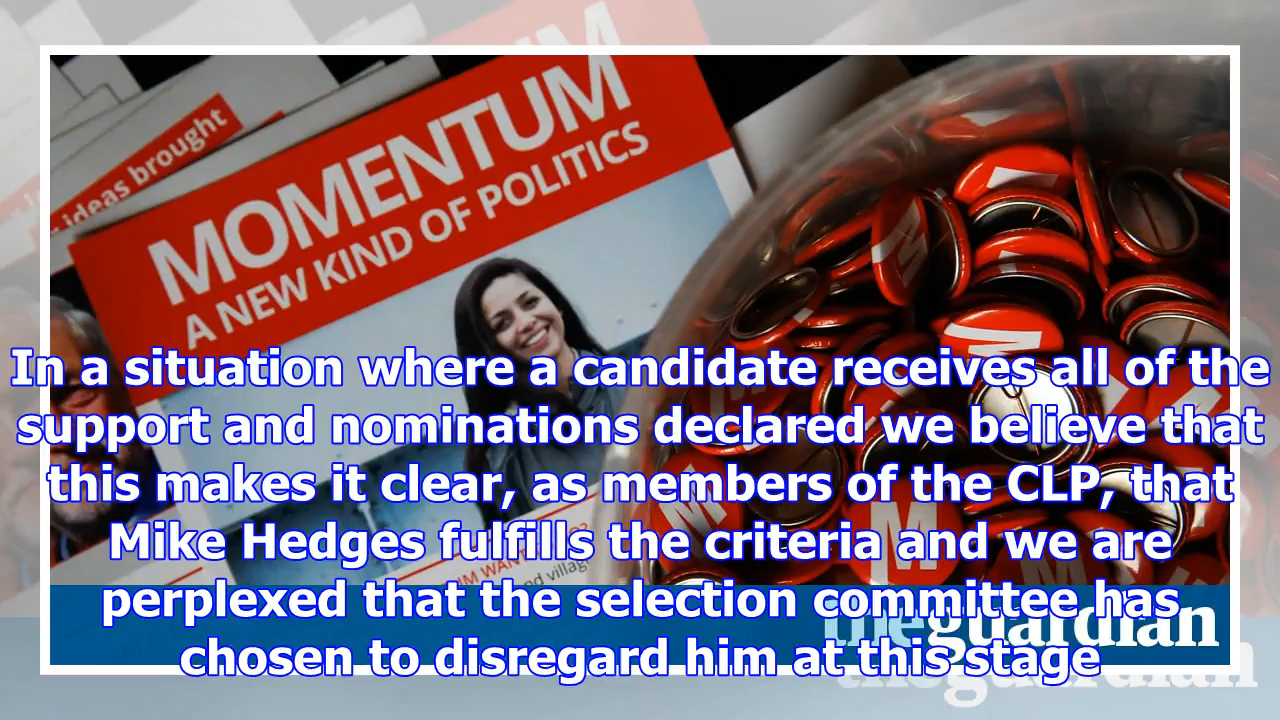 ideas brought
MOMENTUM
A NEW KIND OF POLITICS
In a situation where a candidate receives all of the
support and nominations declared we believe that
this makes it clear, as members of the CLP, that
Mike Hedges fulfills the criteria and we are
perplexed that the selection committee has
chosen to disregard him at this stage
theguardian
M
M
M